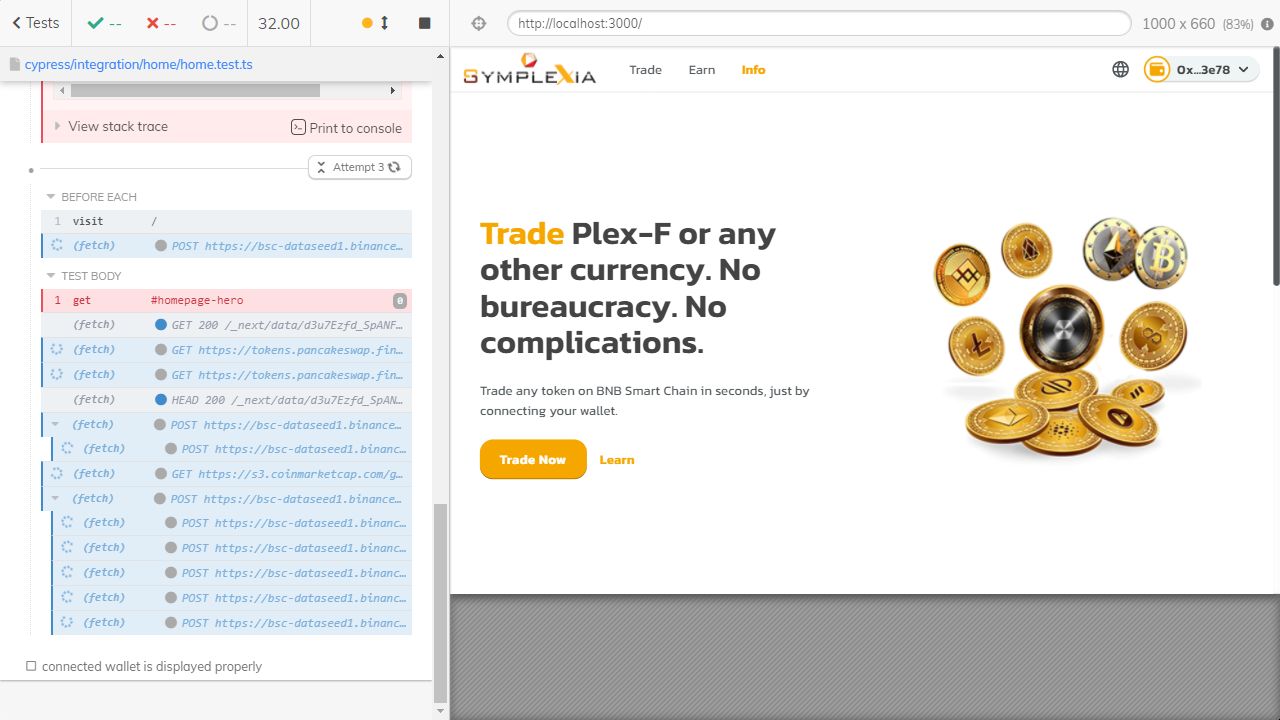 Tests
--
--
--
32.00
http://localhost:3000/
1000 x 660 (83%)
cypress/integration/home/home.test.ts
View stack trace
Print to console
Attempt 3
BEFORE EACH
1 visit /
(fetch) POST https://bsc-dataseed1.binance…
TEST BODY
1 get #homepage-hero 0
(fetch) GET 200 /_next/data/d3u7Ezfd_SpANF…
(fetch) GET https://tokens.pancakeswap.fin…
(fetch) GET https://tokens.pancakeswap.fin…
(fetch) HEAD 200 /_next/data/d3u7Ezfd_SpAN…
(fetch) POST https://bsc-dataseed1.binance…
(fetch) POST https://bsc-dataseed1.binanc…
(fetch) GET https://s3.coinmarketcap.com/g…
(fetch) POST https://bsc-dataseed1.binance…
(fetch) POST https://bsc-dataseed1.binanc…
(fetch) POST https://bsc-dataseed1.binanc…
(fetch) POST https://bsc-dataseed1.binanc…
(fetch) POST https://bsc-dataseed1.binanc…
(fetch) POST https://bsc-dataseed1.binanc…
connected wallet is displayed properly
SYMPLEXIA
Trade
Earn
Info
0x...3e78
Trade Plex-F or any
other currency. No
bureaucracy. No
complications.
Trade any token on BNB Smart Chain in seconds, just by
connecting your wallet.
Trade Now
Learn